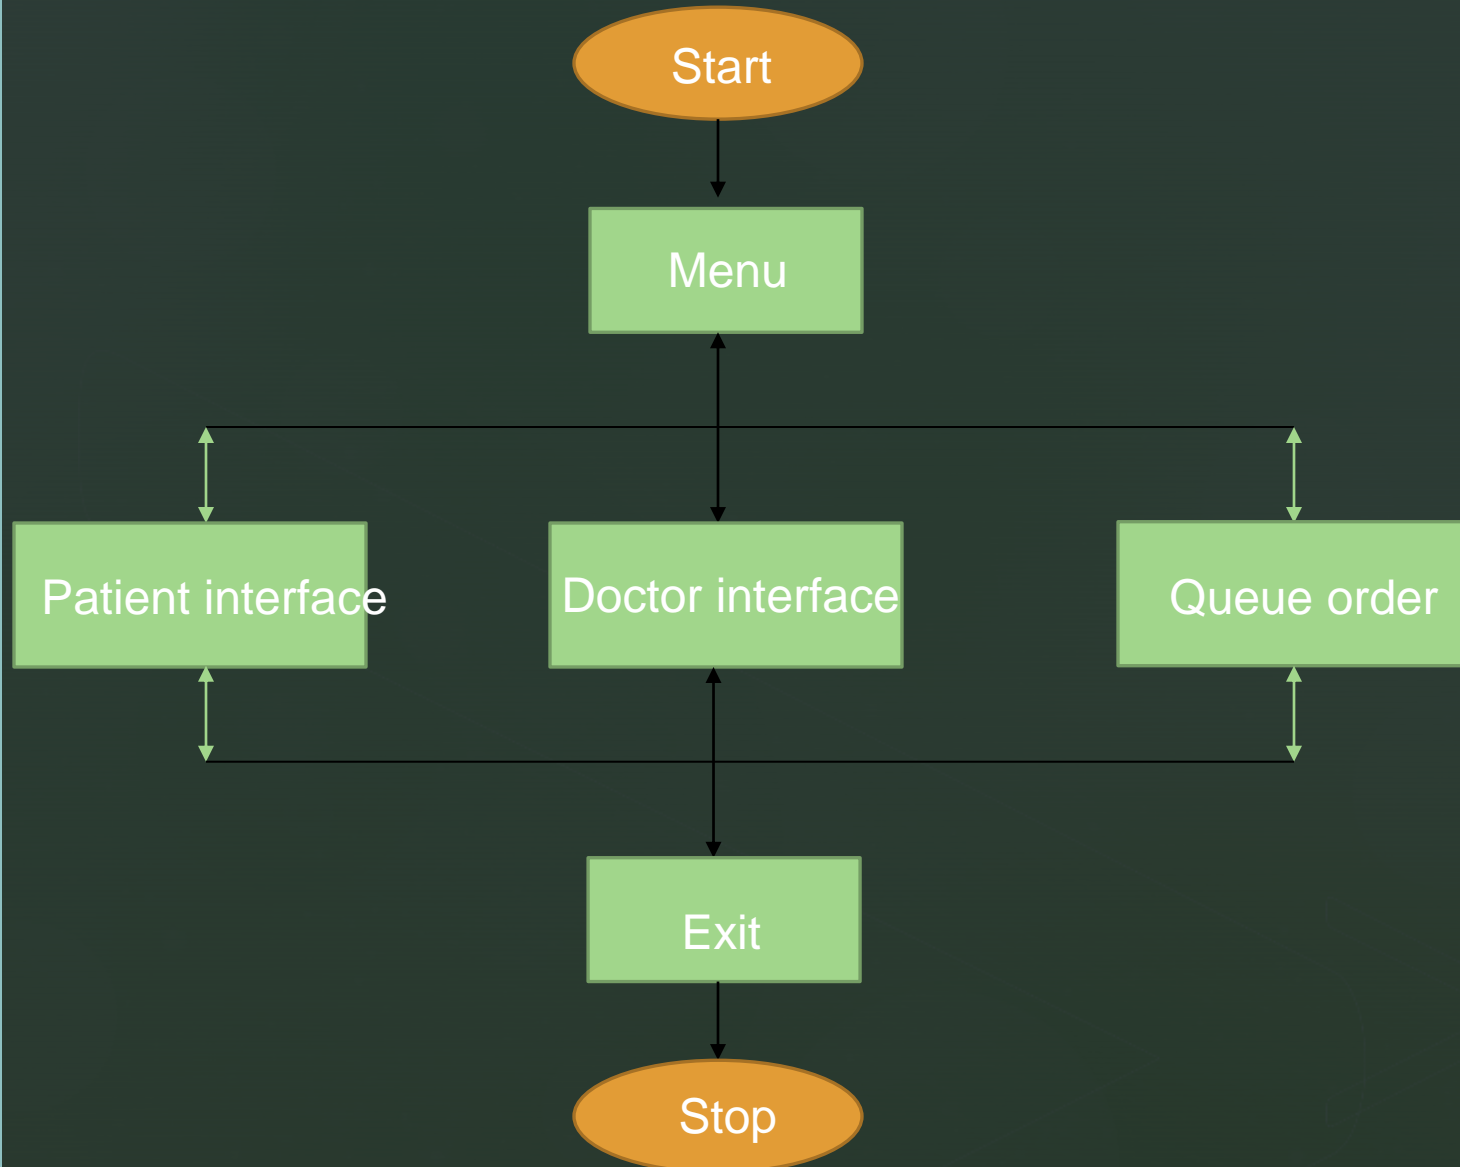 Start
Menu
Patient interface
Doctor interface
Queue order
Exit
Stop